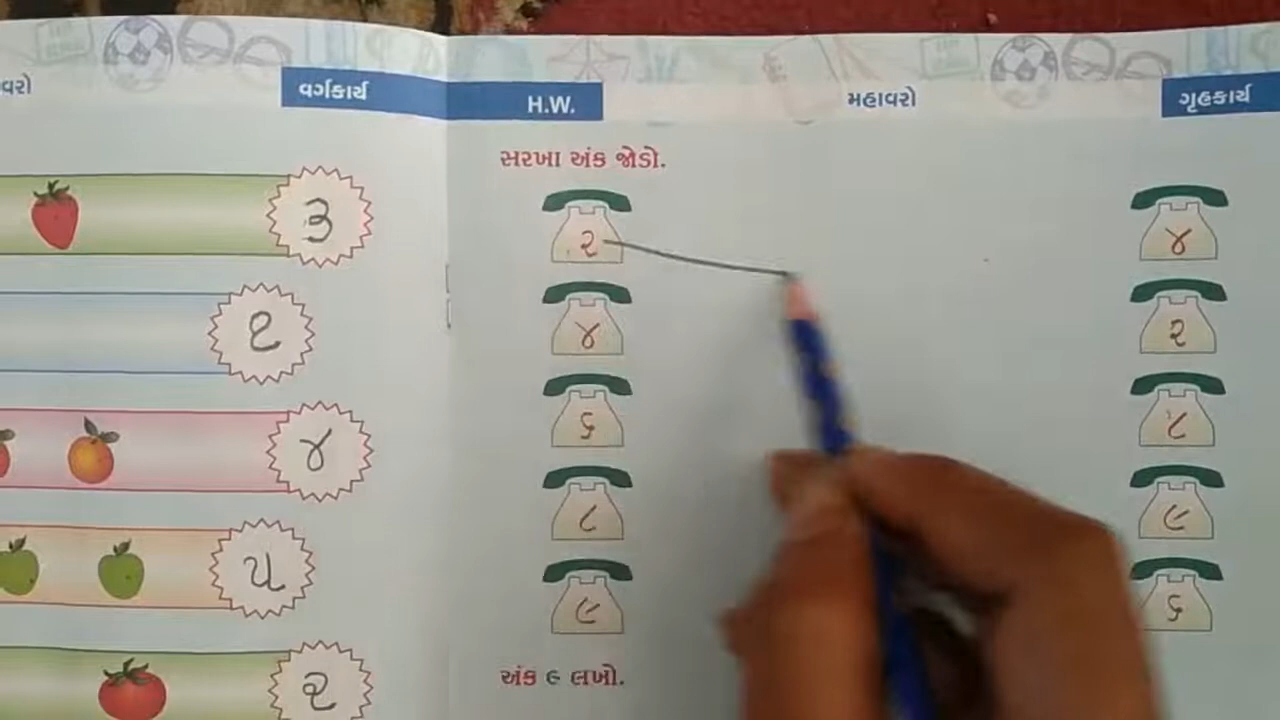 વરો
વર્ગકાર્ય
૩
૧
૪
૫
૨
H.W.
મહાવરો
ગૃહકાર્ય
સરખા અંક જોડો.
૨ ૪
૪ ૨
૬ ૮
૮ ૯
૯ ૬
અંક ૯ લખો.